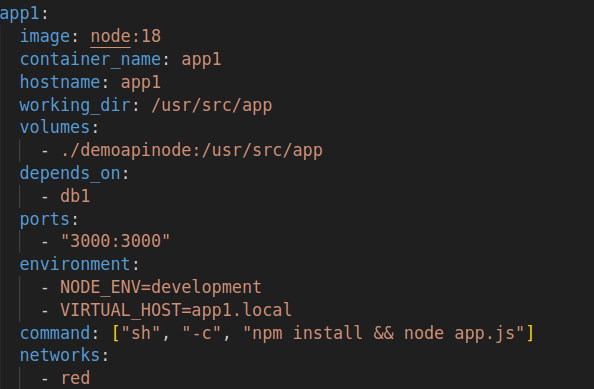 app1:
  image: node:18
  container_name: app1
  hostname: app1
  working_dir: /usr/src/app
  volumes:
    - ./demoapinode:/usr/src/app
  depends_on:
    - db1
  ports:
    - "3000:3000"
  environment:
    - NODE_ENV=development
    - VIRTUAL_HOST=app1.local
  command: ["sh", "-c", "npm install && node app.js"]
  networks:
    - red